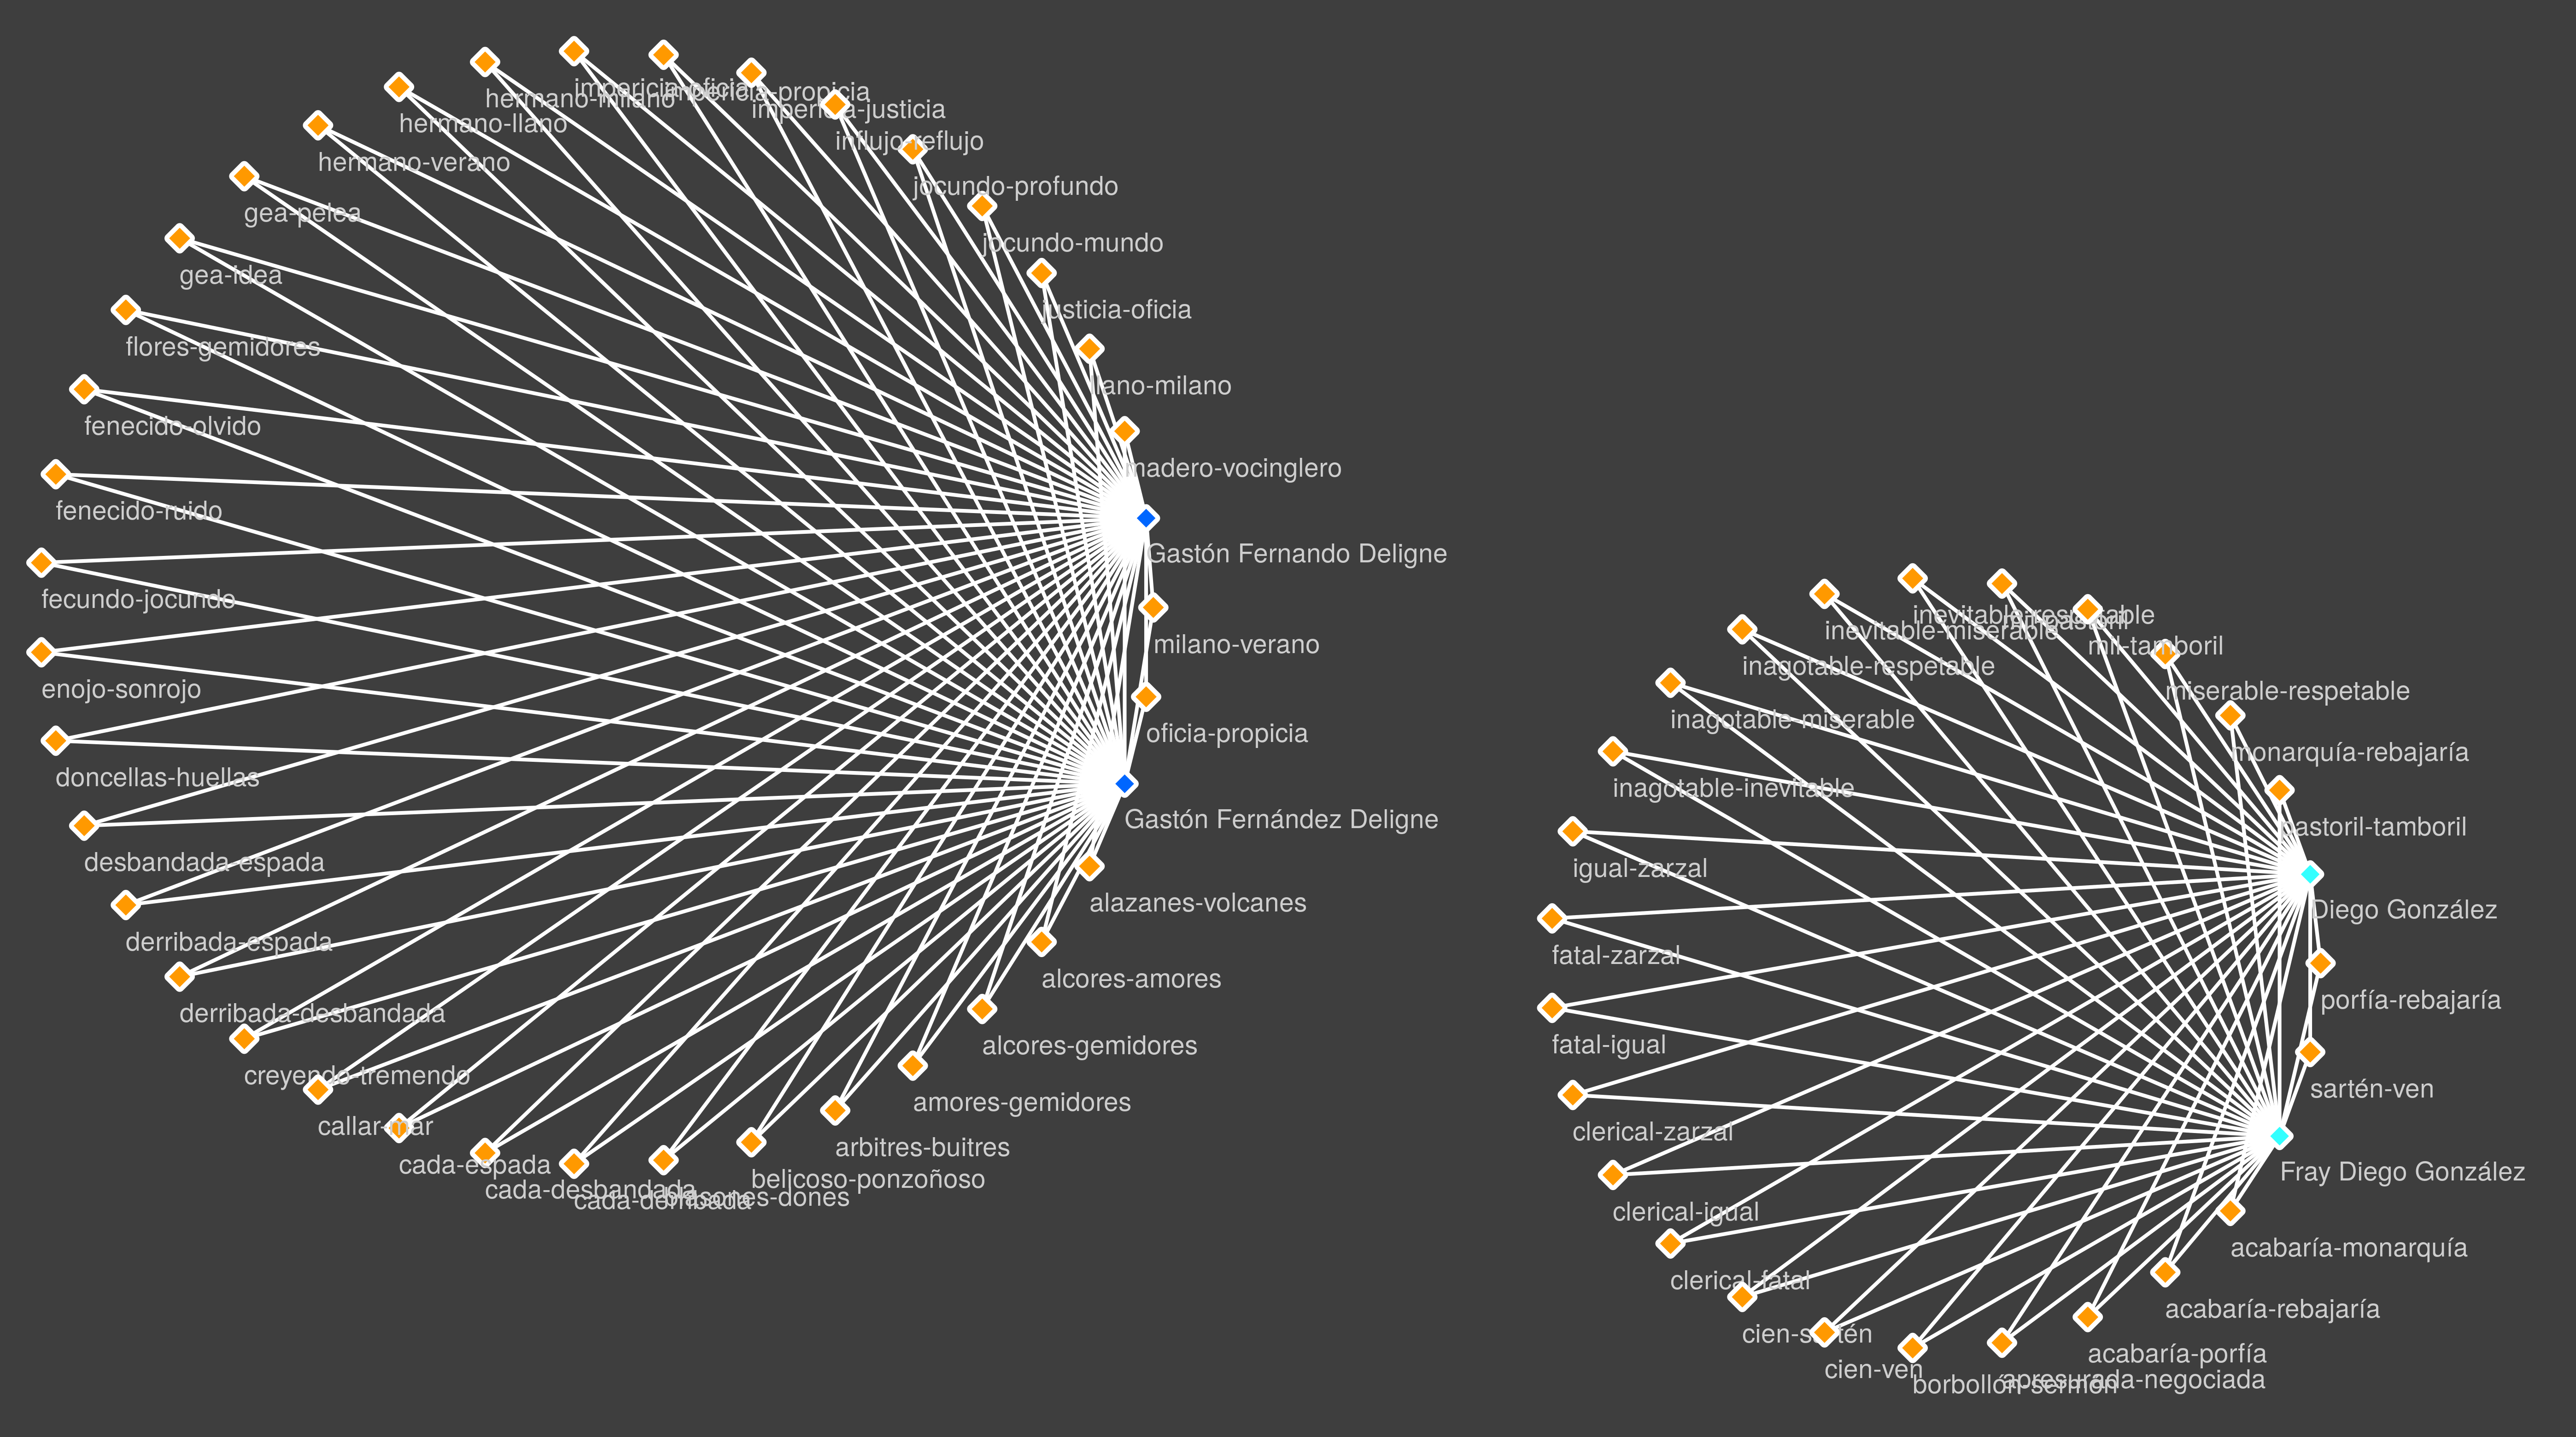 impericia-oficia
impericia-propicia
hermano-milano
impericia-justicia
hermano-llano
influjo-reflujo
hermano-verano
jocundo-profundo
gea-pelea
jocundo-mundo
gea-idea
justicia-oficia
flores-gemidores
llano-milano
fenecido-olvido
madero-vocinglero
fenecido-ruido
Gastón Fernando Deligne
fecundo-jocundo
milano-verano
enojo-sonrojo
oficia-propicia
doncellas-huellas
Gastón Fernández Deligne
desbandada-espada
alazanes-volcanes
derribada-espada
alcores-amores
derribada-desbandada
alcores-gemidores
creyendo-tremendo
amores-gemidores
callar-mar
arbitres-buitres
cada-espada
belicoso-ponzoñoso
cada-desbandada
cada-derribada
blasones-dones
inevitable-respetable
mil-pastoril
inevitable-miserable
mil-tamboril
inagotable-respetable
miserable-respetable
inagotable-miserable
monarquía-rebajaría
inagotable-inevitable
pastoril-tamboril
igual-zarzal
Diego González
fatal-zarzal
porfía-rebajaría
fatal-igual
sartén-ven
clerical-zarzal
Fray Diego González
clerical-igual
acabaría-monarquía
clerical-fatal
acabaría-rebajaría
cien-sartén
acabaría-porfía
cien-ven
apresurada-negociada
borbollón-sermón